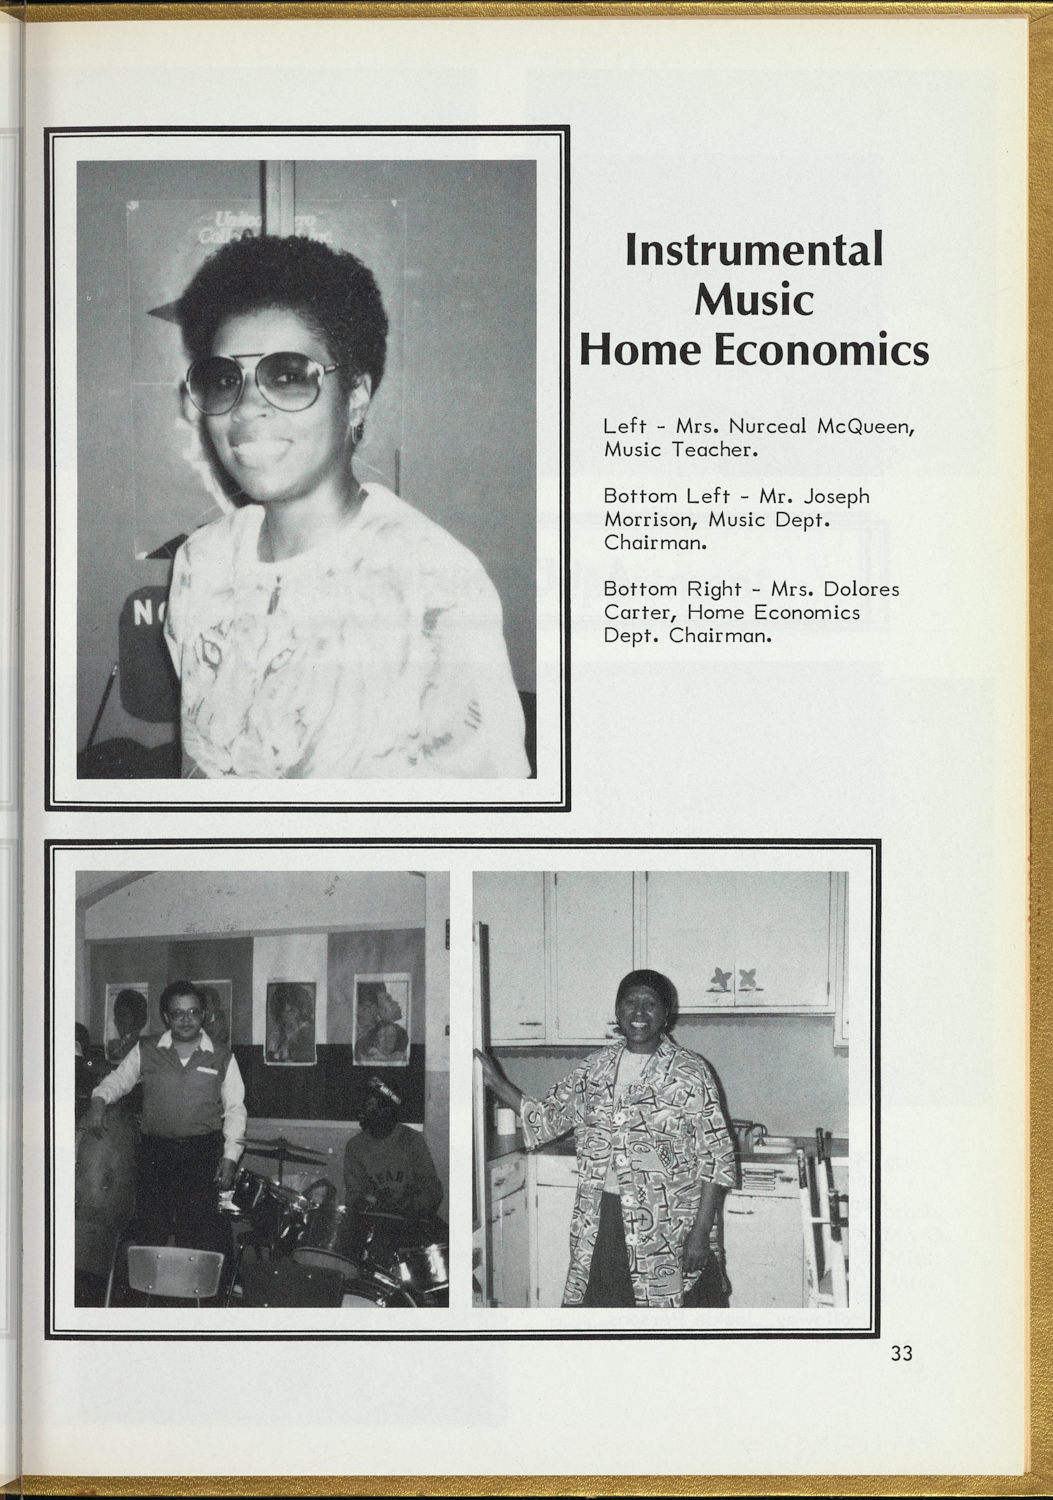 Instrumental
Music
Home Economics
Left - Mrs. Nurceal McQueen,
Music Teacher.
Bottom Left - Mr. Joseph
Morrison, Music Dept.
Chairman.
Bottom Right - Mrs. Dolores
Carter, Home Economics
Dept. Chairman.
33